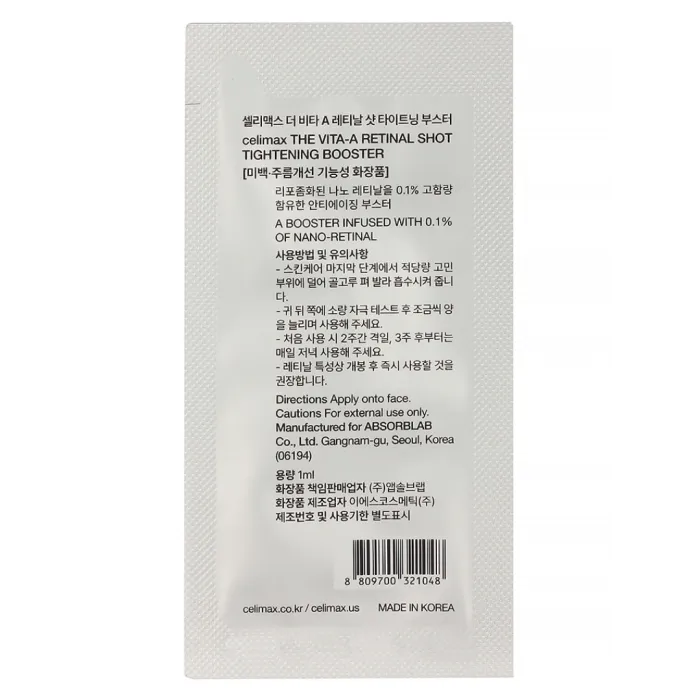 셀리맥스 더 비타 A 레티날 샷 타이트닝 부스터
celimax THE VITA-A RETINAL SHOT
TIGHTENING BOOSTER
[미백·주름개선 기능성 화장품]
리포좀화된 나노 레티날을 0.1% 고함량
함유한 안티에이징 부스터
A BOOSTER INFUSED WITH 0.1%
OF NANO-RETINAL
사용방법 및 유의사항
- 스킨케어 마지막 단계에서 적당량 고민
부위에 덜어 골고루 펴 발라 흡수시켜 줍니
다.
- 귀 뒤 쪽에 소량 자극 테스트 후 조금씩 양
을 늘리며 사용해 주세요.
- 처음 사용 시 2주간 격일, 3주 후부터는
매일 저녁 사용해 주세요.
- 레티날 특성상 개봉 후 즉시 사용할 것을
권장합니다.
Directions Apply onto face.
Cautions For external use only.
Manufactured for ABSORBLAB
Co., Ltd. Gangnam-gu, Seoul, Korea
(06194)
용량 1ml
화장품 책임판매업자 (주)앱솔브랩
화장품 제조업자 이에스코스메틱(주)
제조번호 및 사용기한 별도표시
8 809700 321048
celimax.co.kr / celimax.us MADE IN KOREA